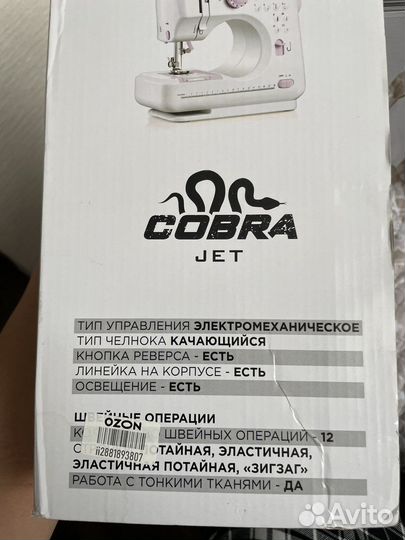 COBRA
JET
ТИП УПРАВЛЕНИЯ ЭЛЕКТРОМЕХАНИЧЕСКОЕ
ТИП ЧЕЛНОКА КАЧАЮЩИЙСЯ
КНОПКА РЕВЕРСА - ЕСТЬ
ЛИНЕЙКА НА КОРПУСЕ - ЕСТЬ
ОСВЕЩЕНИЕ - ЕСТЬ
ШВЕЙНЫЕ ОПЕРАЦИИ
OZON
ШВЕЙНЫХ ОПЕРАЦИЙ - 12
ii2881893807
ПОТАЙНАЯ, ЭЛАСТИЧНАЯ,
ЭЛАСТИЧНАЯ ПОТАЙНАЯ, «ЗИГЗАГ»
РАБОТА С ТОНКИМИ ТКАНЯМИ - ДА
Avito